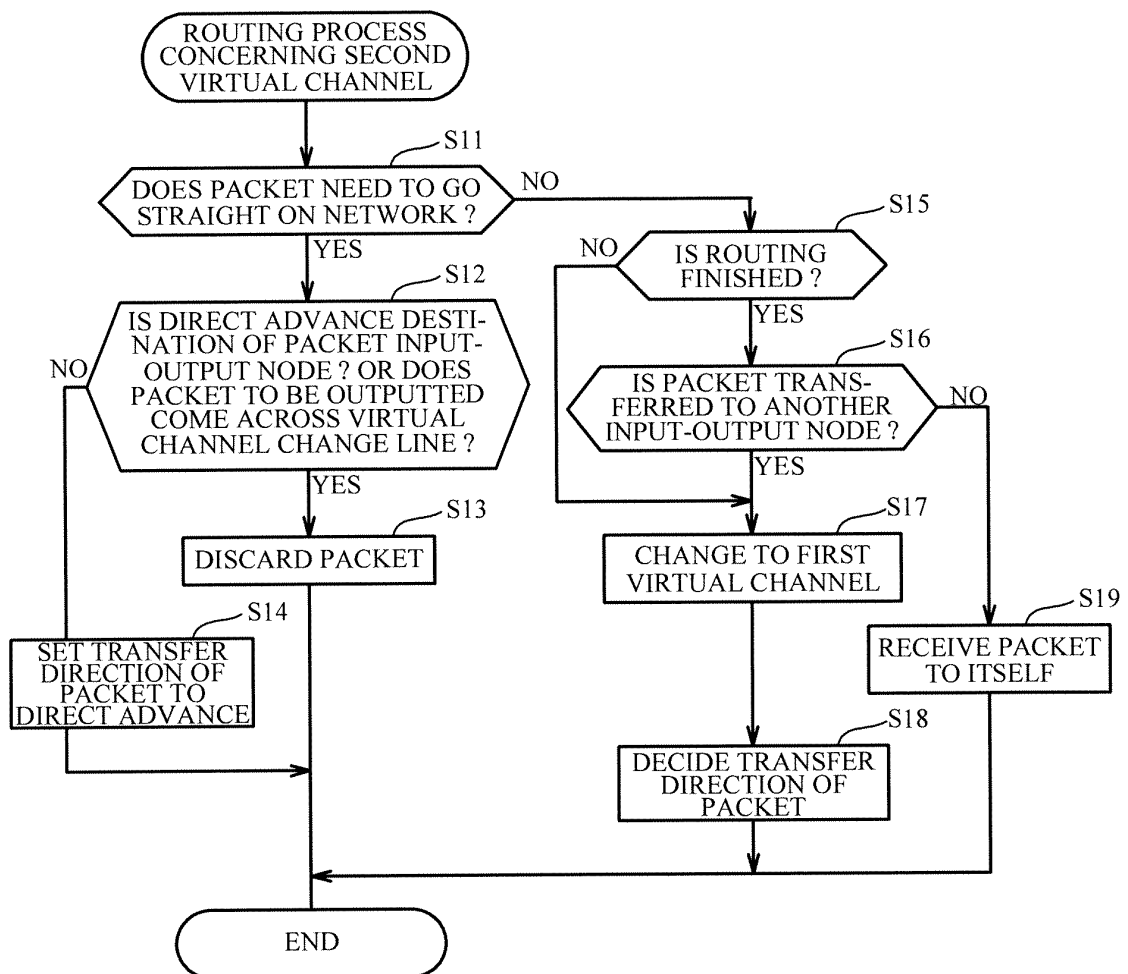 ROUTING PROCESS
CONCERNING SECOND
VIRTUAL CHANNEL
S11
DOES PACKET NEED TO GO
STRAIGHT ON NETWORK ?
NO
YES
S12
IS DIRECT ADVANCE DESTI-
NATION OF PACKET INPUT-
OUTPUT NODE ? OR DOES
PACKET TO BE OUTPUTTED
COME ACROSS VIRTUAL
CHANNEL CHANGE LINE ?
NO
YES
S13
DISCARD PACKET
S14
SET TRANSFER
DIRECTION OF
PACKET TO
DIRECT ADVANCE
S15
IS ROUTING
FINISHED ?
NO
YES
S16
IS PACKET TRANS-
FERRED TO ANOTHER
INPUT-OUTPUT NODE ?
NO
YES
S17
CHANGE TO FIRST
VIRTUAL CHANNEL
S18
DECIDE TRANSFER
DIRECTION OF
PACKET
S19
RECEIVE PACKET
TO ITSELF
END